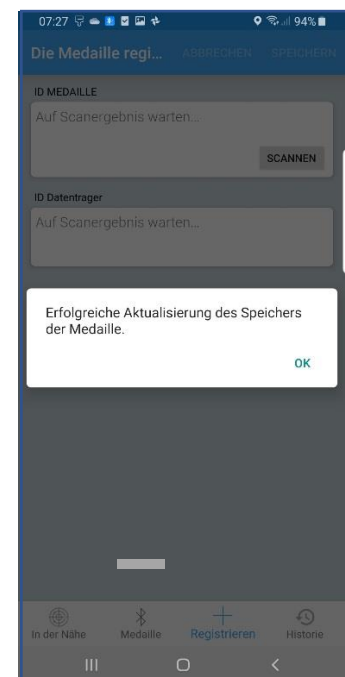 07:27 94%
Die Medaille regi... ABBRECHEN SPEICHERN
ID MEDAILLE
Auf Scanergebnis warten...
SCANNEN
ID Datentrager
Auf Scanergebnis warten...
Erfolgreiche Aktualisierung des Speichers
der Medaille.
OK
In der Nähe Medaille Registrieren Historie